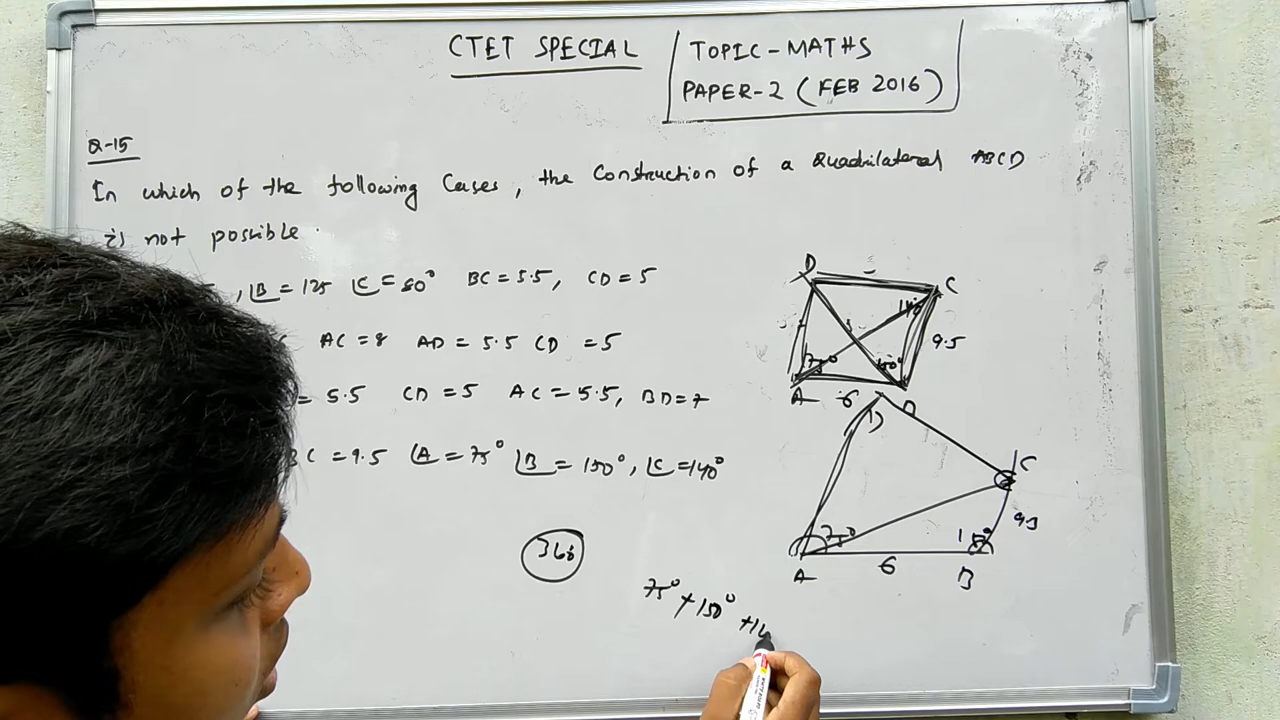 CTET SPECIAL
TOPIC-MATHS
PAPER-2 (FEB 2016)
Q-15
In which of the following Cases, the Construction of a Quadrilateral ABCD
is not possible.
, ∠B = 125 ∠C = 80° BC = 5.5, CD = 5
AC = 8 AD = 5.5 CD = 5
= 5.5 CD = 5 AC = 5.5, BD = 7
BC = 9.5 ∠A = 75° ∠B = 150°, ∠C = 140°
D
C
9.5
A
6
D
C
75°
A
6
B
360
75° + 150° + 14